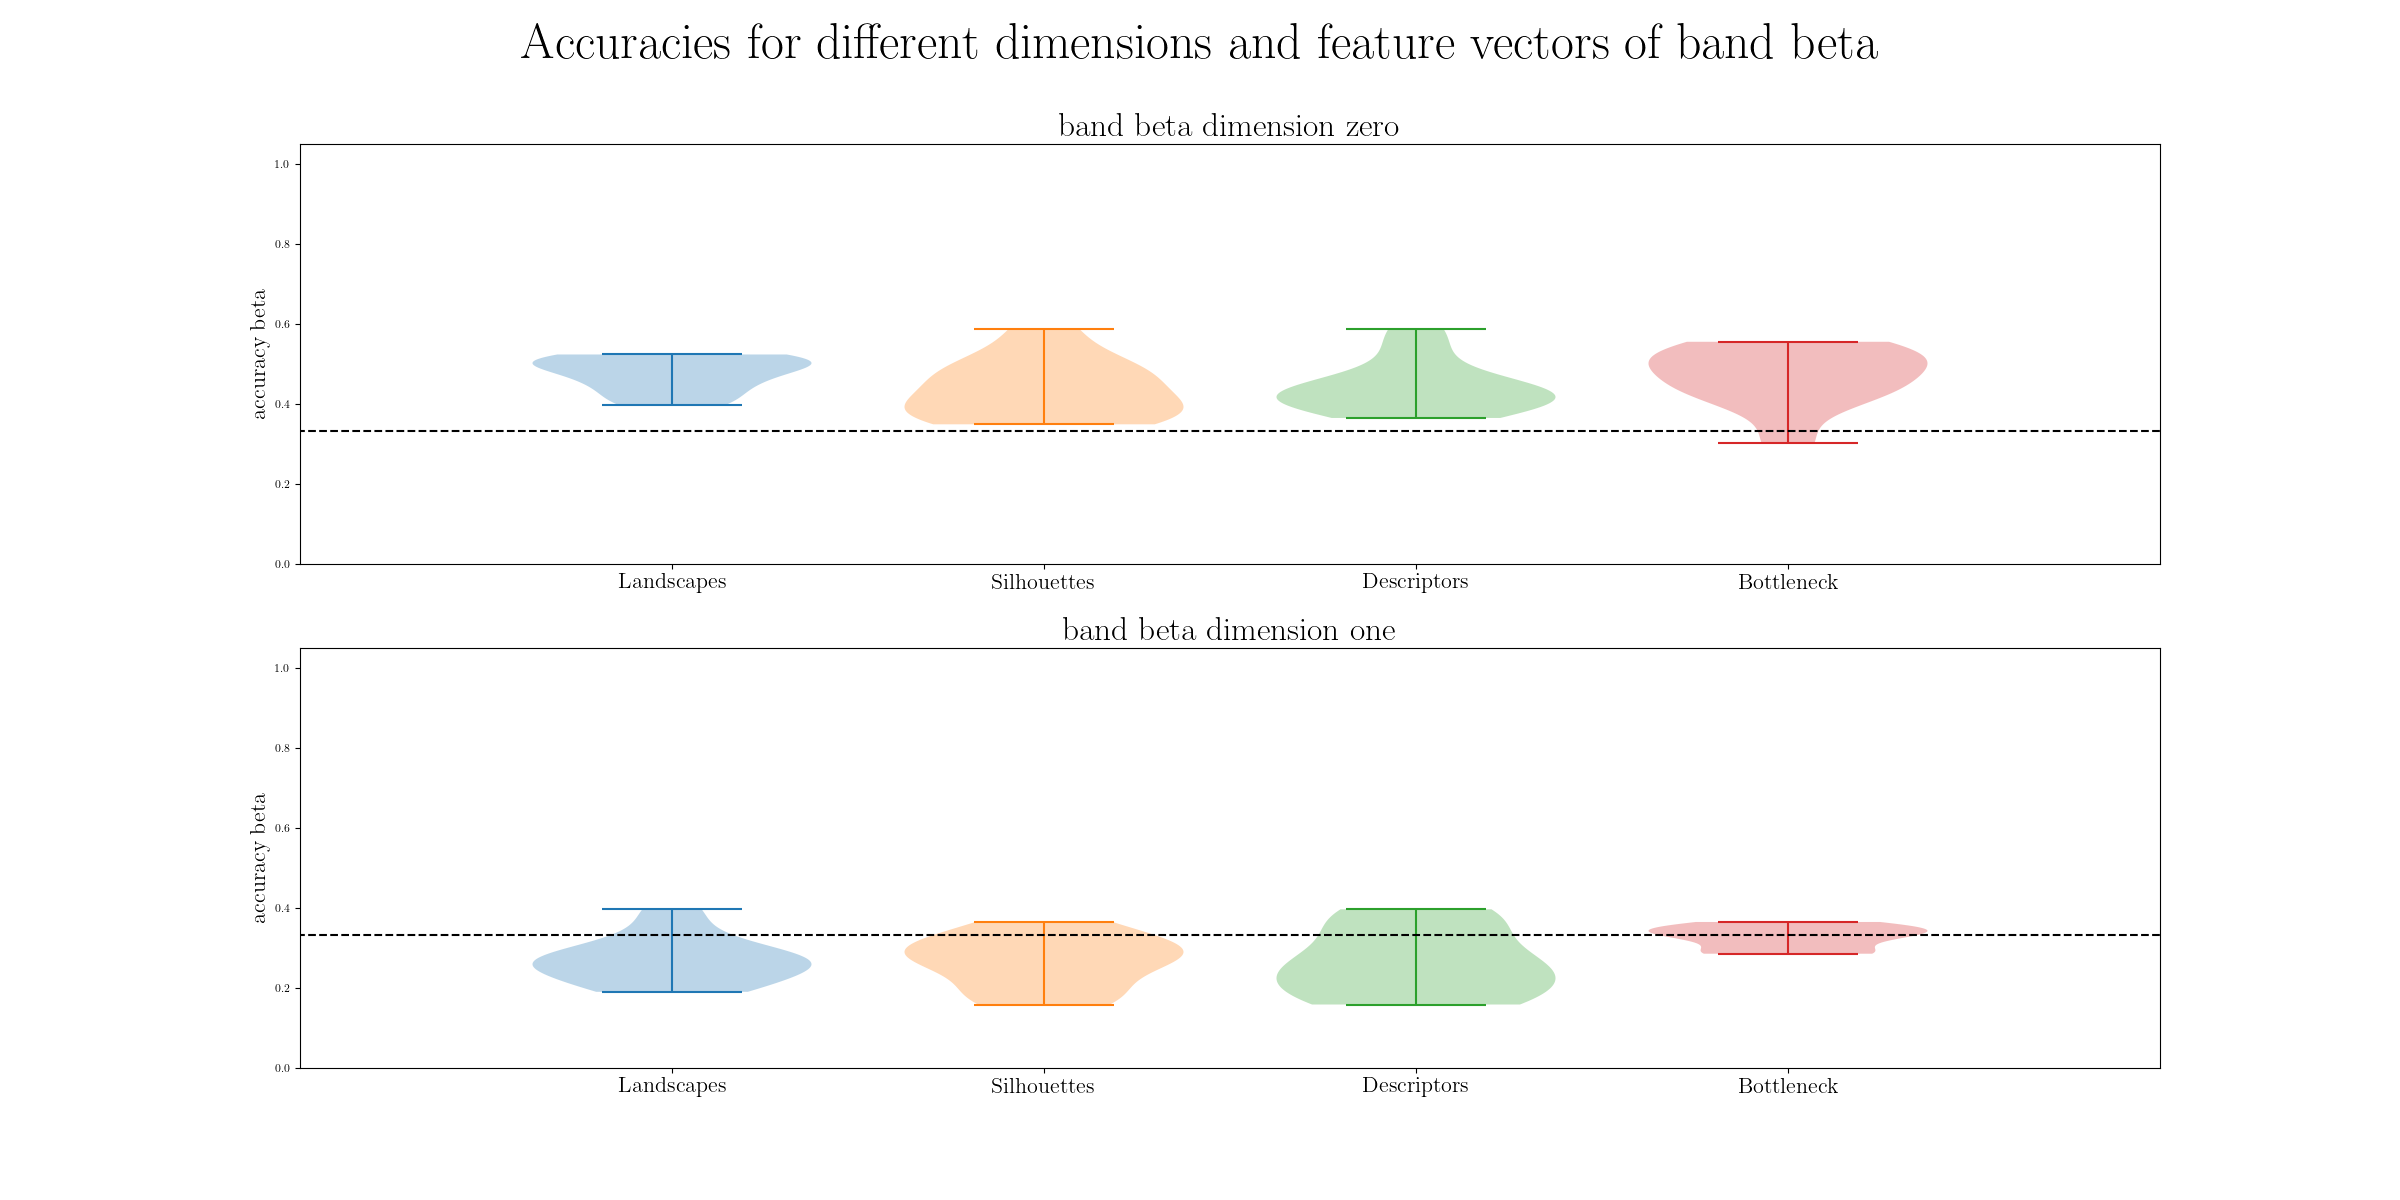 Accuracies for different dimensions and feature vectors of band beta
band beta dimension zero
1.0
0.8
0.6
0.4
0.2
0.0
accuracy beta
Landscapes Silhouettes Descriptors Bottleneck
band beta dimension one
1.0
0.8
0.6
0.4
0.2
0.0
accuracy beta
Landscapes Silhouettes Descriptors Bottleneck